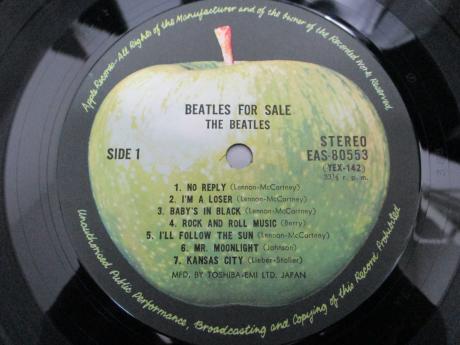 Apple Records-All Rights of the Manufacturer and of the Owner of the Recorded Work Reserved
BEATLES FOR SALE
THE BEATLES
SIDE 1
STEREO
EAS-80553
(YEX-142)
33⅓ r.p.m.
1. NO REPLY (Lennon-McCartney)
2. I'M A LOSER (Lennon-McCartney)
3. BABY'S IN BLACK (Lennon-McCartney)
4. ROCK AND ROLL MUSIC (Berry)
5. I'LL FOLLOW THE SUN (Lennon-McCartney)
6. MR. MOONLIGHT (Johnson)
7. KANSAS CITY (Lieber-Stoller)
MFD. BY TOSHIBA-EMI LTD. JAPAN
Unauthorized Public Performance, Broadcasting and Copying of this Record Prohibited